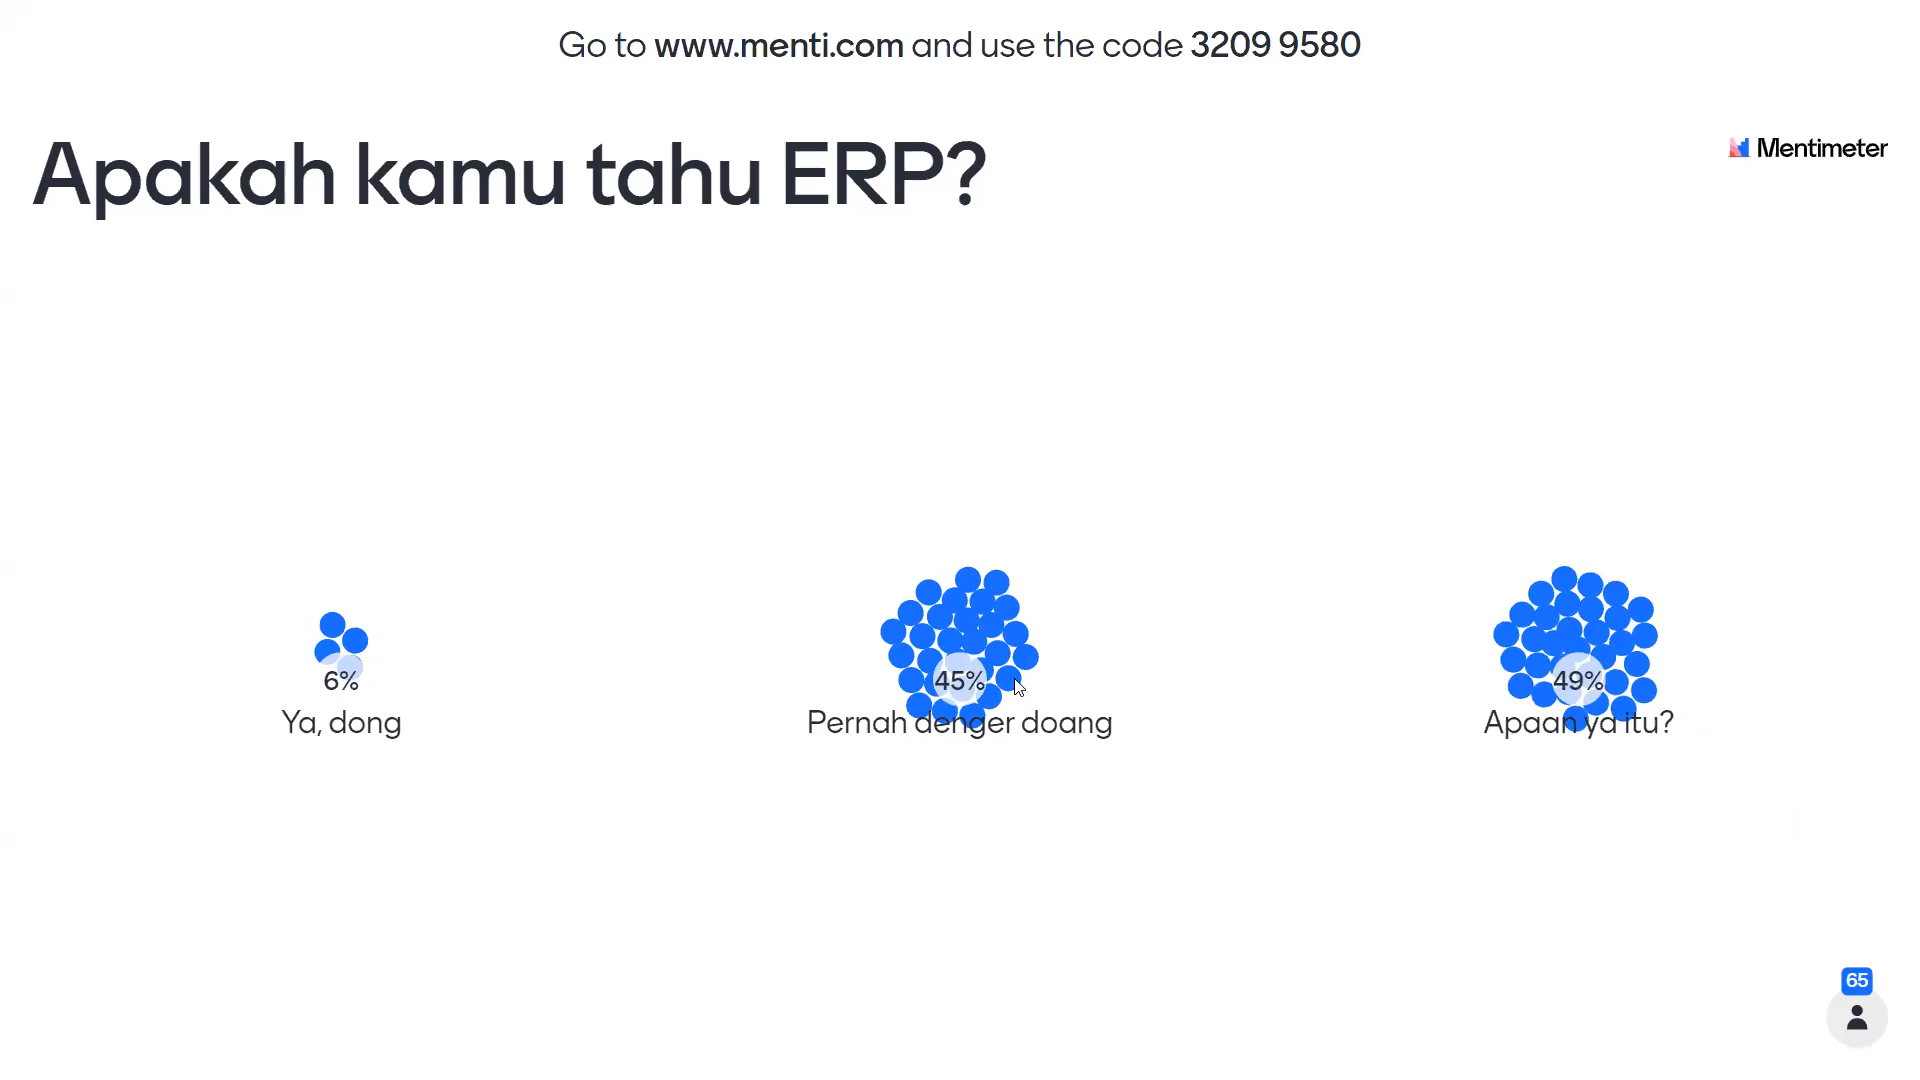 Go to www.menti.com and use the code 3209 9580
Apakah kamu tahu ERP?
Mentimeter
6%
45%
49%
Ya, dong
Pernah denger doang
Apaan ya itu?
65